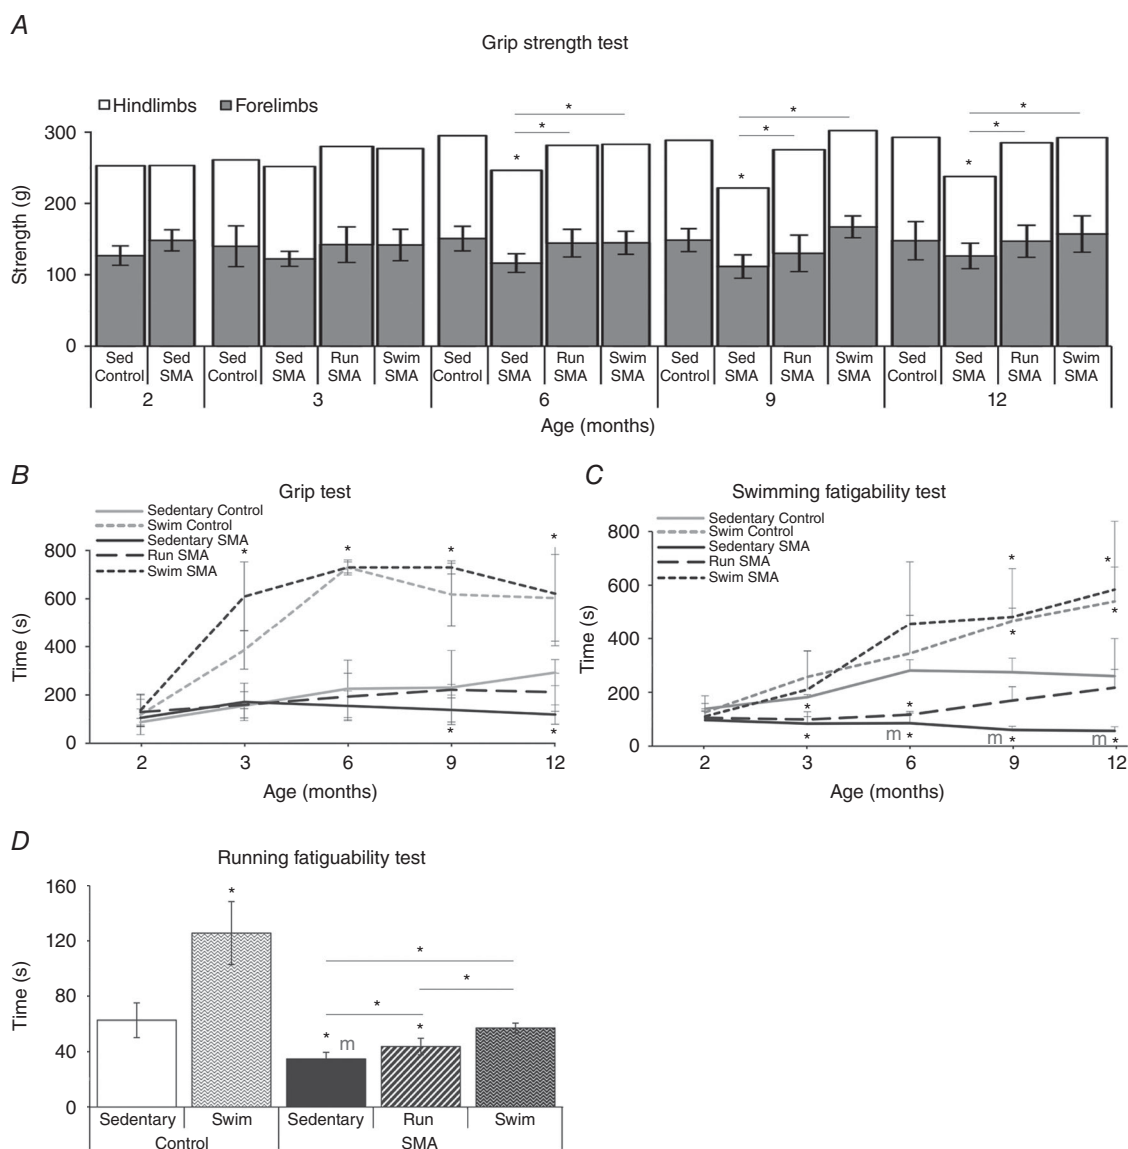 A
Grip strength test
Hindlimbs Forelimbs
* * *
* * *
* * *
300
200
100
0
Strength (g)
Sed Sed Sed Sed Run Swim Sed Sed Run Swim Sed Sed Run Swim Sed Sed Run Swim
Control SMA Control SMA SMA SMA Control SMA SMA SMA Control SMA SMA SMA Control SMA SMA SMA
2 3 6 9 12
Age (months)
B
Grip test
Sedentary Control
Swim Control
Sedentary SMA
Run SMA
Swim SMA
* * * *
800
600
400
200
0
Time (s)
* *
2 3 6 9 12
Age (months)
C
Swimming fatigability test
Sedentary Control
Swim Control
Sedentary SMA
Run SMA
Swim SMA
800
600
400
200
0
Time (s)
* *
* *
* *
* m * m * m *
2 3 6 9 12
Age (months)
D
Running fatiguability test
160
120
80
40
0
Time (s)
*
*
*
*
* m *
Sedentary Swim Sedentary Run Swim
Control SMA